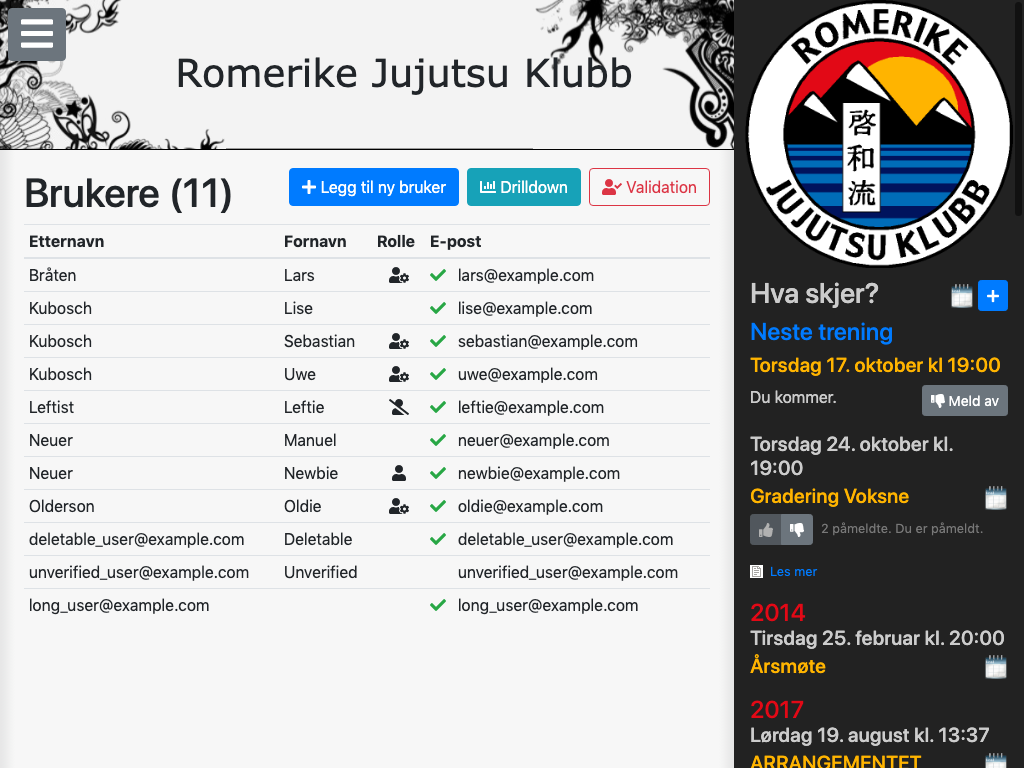 Romerike Jujutsu Klubb
Brukere (11)
Legg til ny bruker
Drilldown
Validation
Etternavn Fornavn Rolle E-post
Bråten Lars lars@example.com
Kubosch Lise lise@example.com
Kubosch Sebastian sebastian@example.com
Kubosch Uwe uwe@example.com
Leftist Leftie leftie@example.com
Neuer Manuel neuer@example.com
Neuer Newbie newbie@example.com
Olderson Oldie oldie@example.com
deletable_user@example.com Deletable deletable_user@example.com
unverified_user@example.com Unverified unverified_user@example.com
long_user@example.com long_user@example.com
ROMERIKE
啓和流
JUJUTSU KLUBB
Hva skjer?
Neste trening
Torsdag 17. oktober kl 19:00
Du kommer.
Meld av
Torsdag 24. oktober kl.
19:00
Gradering Voksne
2 påmeldte. Du er påmeldt.
Les mer
2014
Tirsdag 25. februar kl. 20:00
Årsmøte
2017
Lørdag 19. august kl. 13:37
ARRANGEMENTET